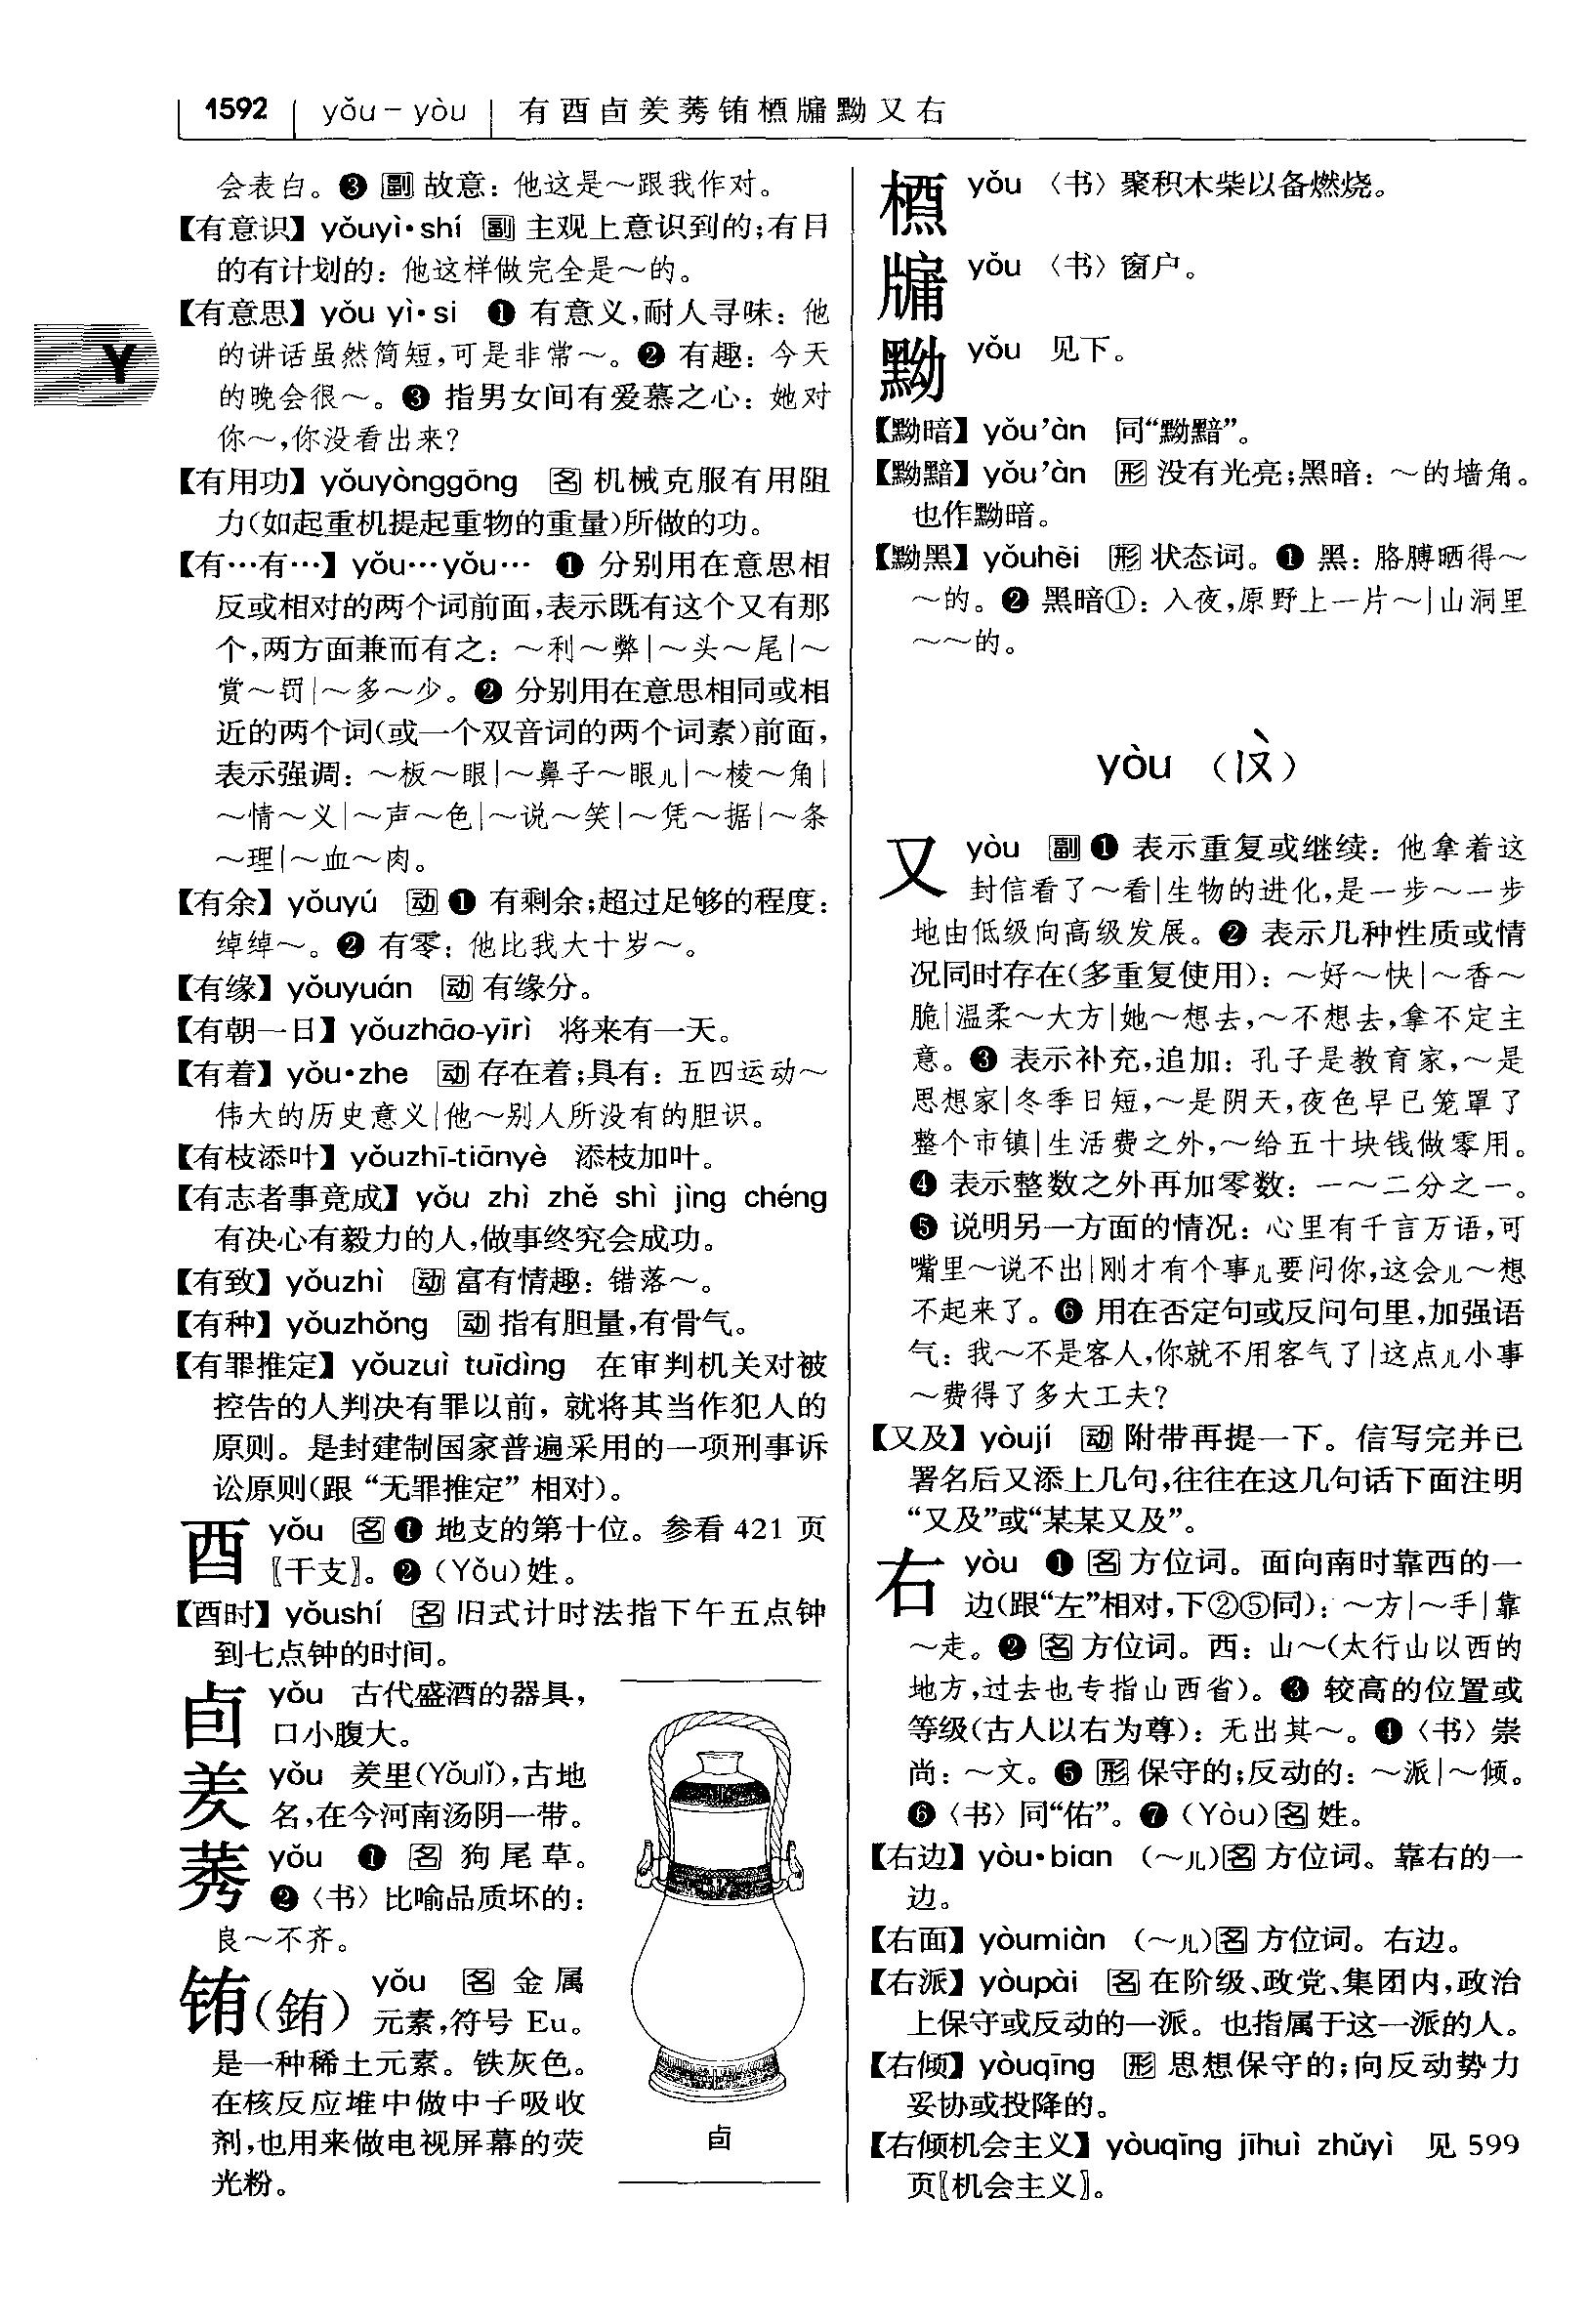 1592 yǒu－yòu 有酉卣羑莠铕槱牖黝又右
会表白。❸ 副 故意：他这是～跟我作对。
【有意识】yǒuyì•shí 副 主观上意识到的；有目
的有计划的：他这样做完全是～的。
【有意思】yǒu yì•si ❶ 有意义，耐人寻味：他
的讲话虽然简短，可是非常～。❷ 有趣：今天
的晚会很～。❸ 指男女间有爱慕之心：她对
你～，你没看出来？
【有用功】yǒuyònggōng 名 机械克服有用阻
力（如起重机提起重物的重量）所做的功。
【有…有…】yǒu…yǒu… ❶ 分别用在意思相
反或相对的两个词前面，表示既有这个又有那
个，两方面兼而有之：～利～弊|～头～尾|～
赏～罚|～多～少。❷ 分别用在意思相同或相
近的两个词（或一个双音词的两个词素）前面，
表示强调：～板～眼|～鼻子～眼儿|～棱～角|
～情～义|～声～色|～说～笑|～凭～据|～条
～理|～血～肉。
【有余】yǒuyú 动 ❶ 有剩余；超过足够的程度：
绰绰～。❷ 有零：他比我大十岁～。
【有缘】yǒuyuán 动 有缘分。
【有朝一日】yǒuzhāo-yīrì 将来有一天。
【有着】yǒu•zhe 动 存在着；具有：五四运动～
伟大的历史意义|他～别人所没有的胆识。
【有枝添叶】yǒuzhī-tiānyè 添枝加叶。
【有志者事竟成】yǒu zhì zhě shì jìng chéng
有决心有毅力的人，做事终究会成功。
【有致】yǒuzhì 动 富有情趣：错落～。
【有种】yǒuzhǒng 动 指有胆量，有骨气。
【有罪推定】yǒuzuì tuīdìng 在审判机关对被
控告的人判决有罪以前，就将其当作犯人的
原则。是封建制国家普遍采用的一项刑事诉
讼原则（跟“无罪推定”相对）。
酉 yǒu 名 ❶ 地支的第十位。参看421页
〖干支〗。❷（Yǒu）姓。
【酉时】yǒushí 名 旧式计时法指下午五点钟
到七点钟的时间。
卣 yǒu 古代盛酒的器具，
口小腹大。
羑 yǒu 羑里（Yǒulǐ），古地
名，在今河南汤阴一带。
莠 yǒu ❶ 名 狗尾草。
❷〈书〉比喻品质坏的：
良～不齐。
铕（銪） yǒu 名 金属
元素，符号 Eu。
是一种稀土元素。铁灰色。
在核反应堆中做中子吸收
剂，也用来做电视屏幕的荧
光粉。
卣
槱 yǒu 〈书〉聚积木柴以备燃烧。
牖 yǒu 〈书〉窗户。
黝 yǒu 见下。
【黝暗】yǒu’àn 同“黝黯”。
【黝黯】yǒu’àn 形 没有光亮；黑暗：～的墙角。
也作黝暗。
【黝黑】yǒuhēi 形 状态词。❶ 黑：胳膊晒得～
～的。❷ 黑暗①：入夜，原野上一片～|山洞里
～～的。
yòu （ㄧㄡˋ）
又 yòu 副 ❶ 表示重复或继续：他拿着这
封信看了～看|生物的进化，是一步～一步
地由低级向高级发展。❷ 表示几种性质或情
况同时存在（多重复使用）：～好～快|～香～
脆|温柔～大方|她～想去，～不想去，拿不定主
意。❸ 表示补充，追加：孔子是教育家，～是
思想家|冬季日短，～是阴天，夜色早已笼罩了
整个市镇|生活费之外，～给五十块钱做零用。
❹ 表示整数之外再加零数：一～二分之一。
❺ 说明另一方面的情况：心里有千言万语，可
嘴里～说不出|刚才有个事儿要问你，这会儿～想
不起来了。❻ 用在否定句或反问句里，加强语
气：我～不是客人，你就不用客气了|这点儿小事
～费得了多大工夫？
【又及】yòují 动 附带再提一下。信写完并已
署名后又添上几句，往往在这几句话下面注明
“又及”或“某某又及”。
右 yòu ❶ 名 方位词。面向南时靠西的一
边（跟“左”相对，下②⑤同）：～方|～手|靠
～走。❷ 名 方位词。西：山～（太行山以西的
地方，过去也专指山西省）。❸ 较高的位置或
等级（古人以右为尊）：无出其～。❹〈书〉崇
尚：～文。❺ 形 保守的；反动的：～派|～倾。
❻〈书〉同“佑”。❼（Yòu）名 姓。
【右边】yòu•bian （～儿）名 方位词。靠右的一
边。
【右面】yòumiàn （～儿）名 方位词。右边。
【右派】yòupài 名 在阶级、政党、集团内，政治
上保守或反动的一派。也指属于这一派的人。
【右倾】yòuqīng 形 思想保守的；向反动势力
妥协或投降的。
【右倾机会主义】yòuqīng jīhuì zhǔyì 见599
页〖机会主义〗。
Y